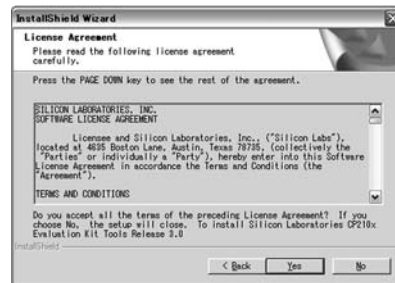 InstallShield Wizard
License Agreement
Please read the following license agreement
carefully.
Press the PAGE DOWN key to see the rest of the agreement.
SILICON LABORATORIES, INC.
SOFTWARE LICENSE AGREEMENT
Licensee and Silicon Laboratories, Inc., ("Silicon Labs"),
located at 4635 Boston Lane, Austin, Texas 78735, (collectively the
"Parties" or individually a "Party"), hereby enter into this Software
License Agreement in accordance the Terms and Conditions (the
"Agreement").
TERMS AND CONDITIONS
Do you accept all the terms of the preceding License Agreement? If you
choose No, the setup will close. To install Silicon Laboratories CP210x
Evaluation Kit Tools Release 3.0
InstallShield
< Back Yes No